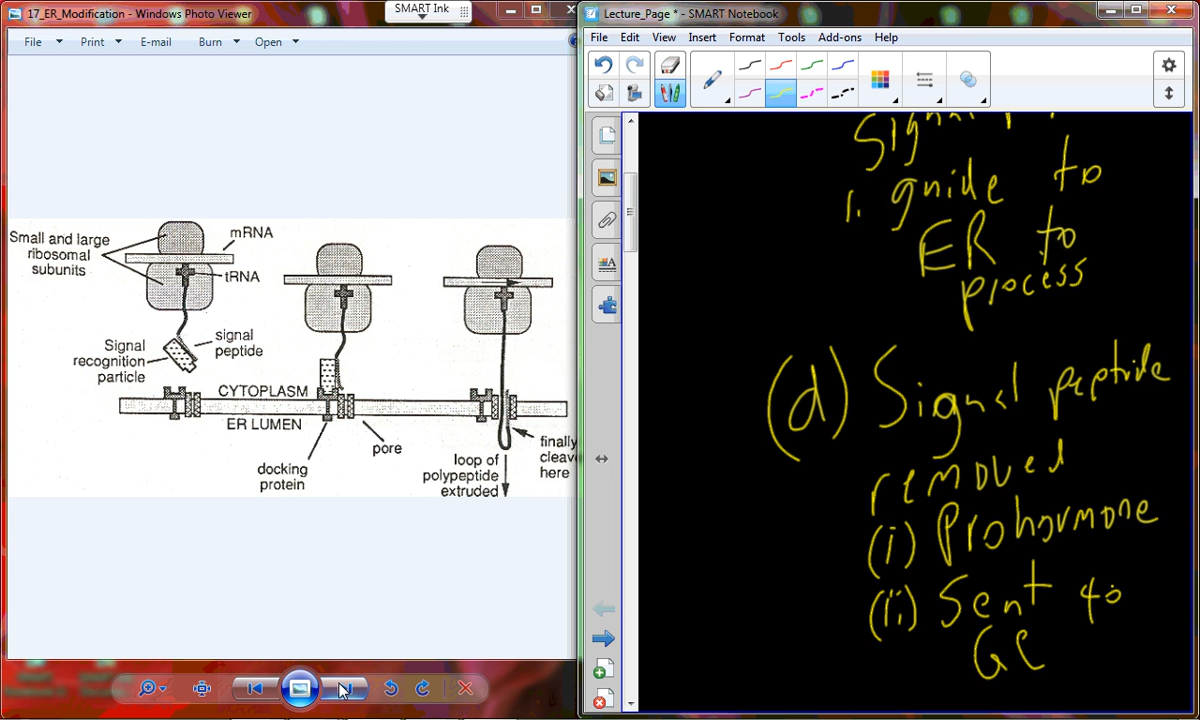 17_ER_Modification - Windows Photo Viewer
SMART Ink
File Print E-mail Burn Open
Small and large
ribosomal
subunits
mRNA
tRNA
Signal
recognition
particle
signal
peptide
CYTOPLASM
ER LUMEN
docking
protein
pore
loop of
polypeptide
extruded
finally
cleave
here
Lecture_Page * - SMART Notebook
File Edit View Insert Format Tools Add-ons Help
1. guide to
ER to
process
(d) Signal peptide
removed
(i) Prohormone
(ii) Sent to
GC